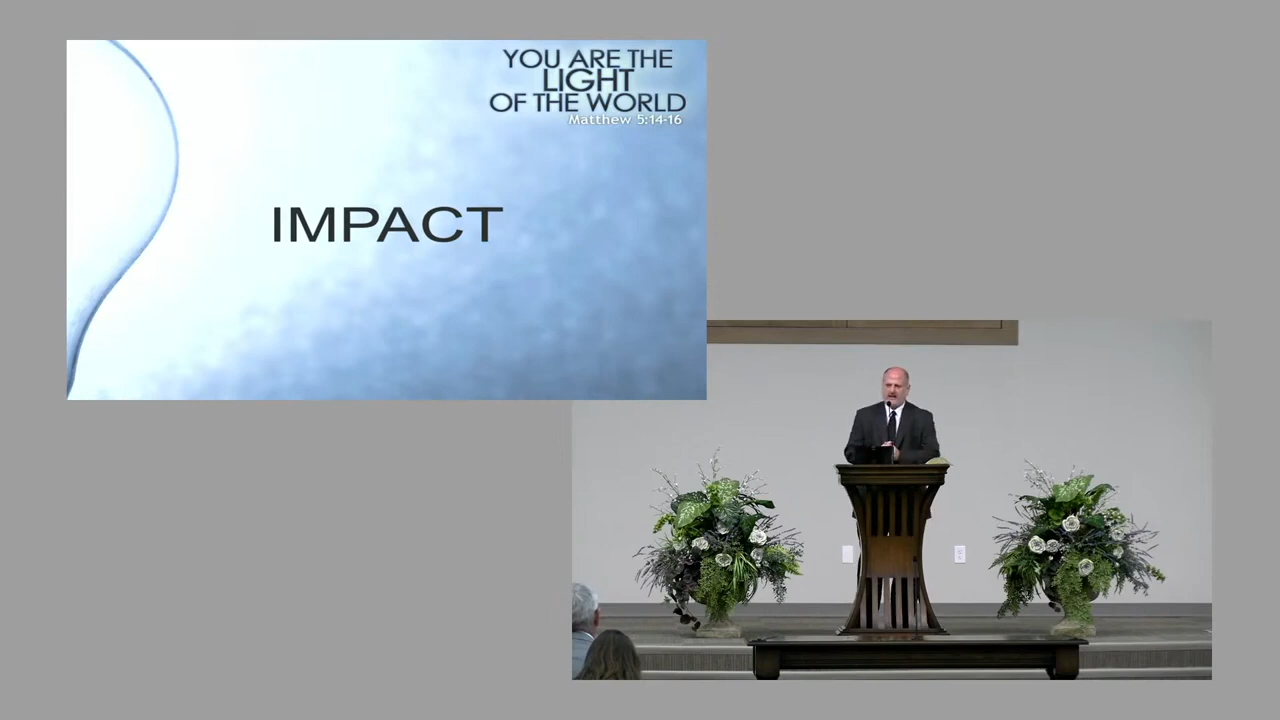 YOU ARE THE
LIGHT
OF THE WORLD
Matthew 5:14-16
IMPACT